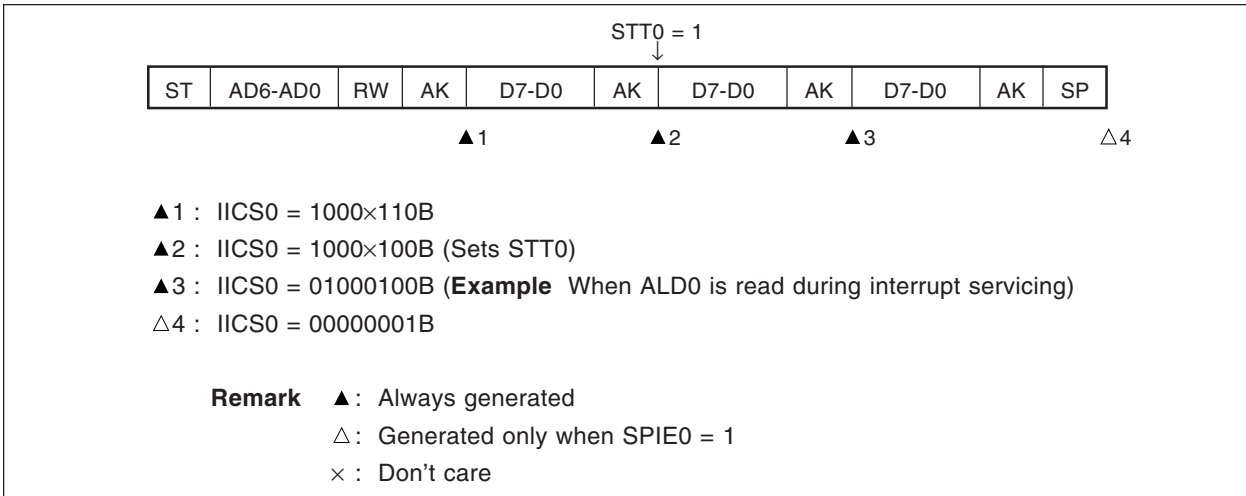 STT0 = 1
↓
ST AD6-AD0 RW AK D7-D0 AK D7-D0 AK D7-D0 AK SP
▲1 ▲2 ▲3 △4
▲1 : IICS0 = 1000×110B
▲2 : IICS0 = 1000×100B (Sets STT0)
▲3 : IICS0 = 01000100B (Example When ALD0 is read during interrupt servicing)
△4 : IICS0 = 00000001B
Remark ▲: Always generated
△: Generated only when SPIE0 = 1
× : Don't care